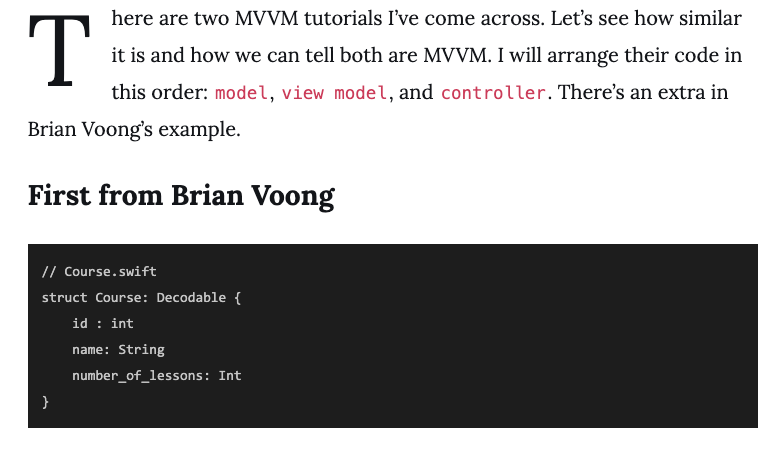 There are two MVVM tutorials I’ve come across. Let’s see how similar
it is and how we can tell both are MVVM. I will arrange their code in
this order: model, view model, and controller. There’s an extra in
Brian Voong’s example.
First from Brian Voong
// Course.swift
struct Course: Decodable {
    id : int
    name: String
    number_of_lessons: Int
}